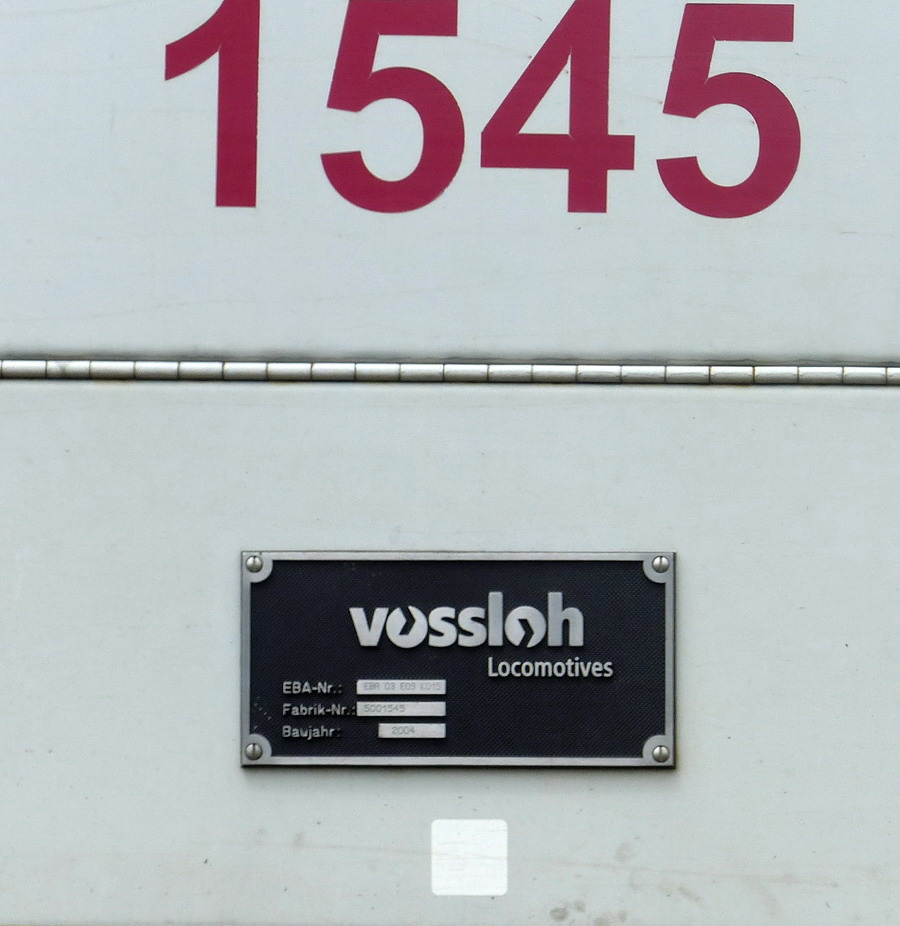 1545
vossloh
Locomotives
EBA-Nr.: EBA 03 E09 K015
Fabrik-Nr.: 5001545
Baujahr: 2004